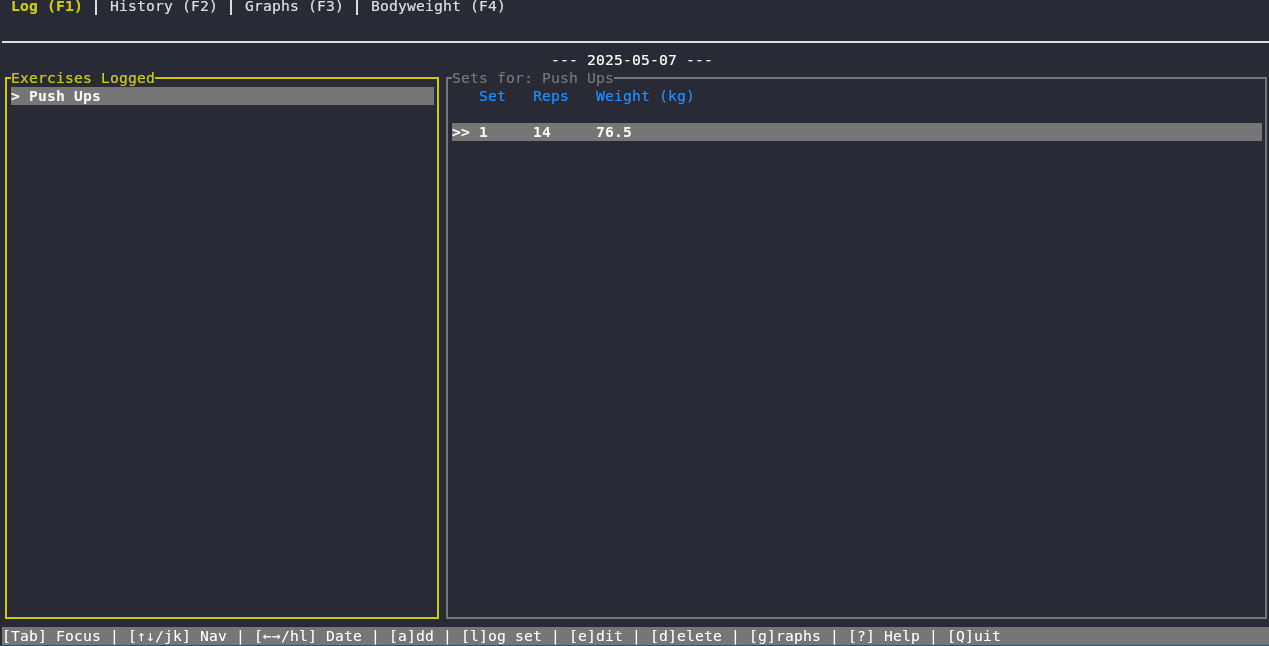 Log (F1) | History (F2) | Graphs (F3) | Bodyweight (F4)
--- 2025-05-07 ---
Exercises Logged
> Push Ups
Sets for: Push Ups
Set Reps Weight (kg)
>> 1 14 76.5
[Tab] Focus | [↑↓/jk] Nav | [←→/hl] Date | [a]dd | [l]og set | [e]dit | [d]elete | [g]raphs | [?] Help | [Q]uit